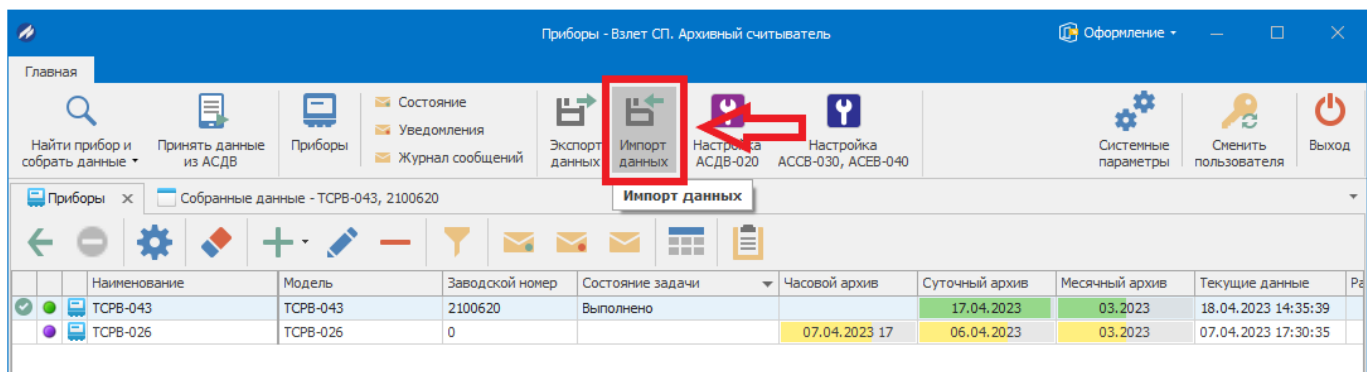 Приборы - Взлет СП. Архивный считыватель
Оформление
Главная
Найти прибор и собрать данные
Принять данные из АСДВ
Приборы
Состояние
Уведомления
Журнал сообщений
Экспорт данных
Импорт данных
Настройка АСДВ-020
Настройка АССВ-030, АСЕВ-040
Системные параметры
Сменить пользователя
Выход
Приборы
Собранные данные - ТСРВ-043, 2100620
Импорт данных
Наименование Модель Заводской номер Состояние задачи Часовой архив Суточный архив Месячный архив Текущие данные
ТСРВ-043 ТСРВ-043 2100620 Выполнено 17.04.2023 03.2023 18.04.2023 14:35:39
ТСРВ-026 ТСРВ-026 0 07.04.2023 17 06.04.2023 03.2023 07.04.2023 17:30:35